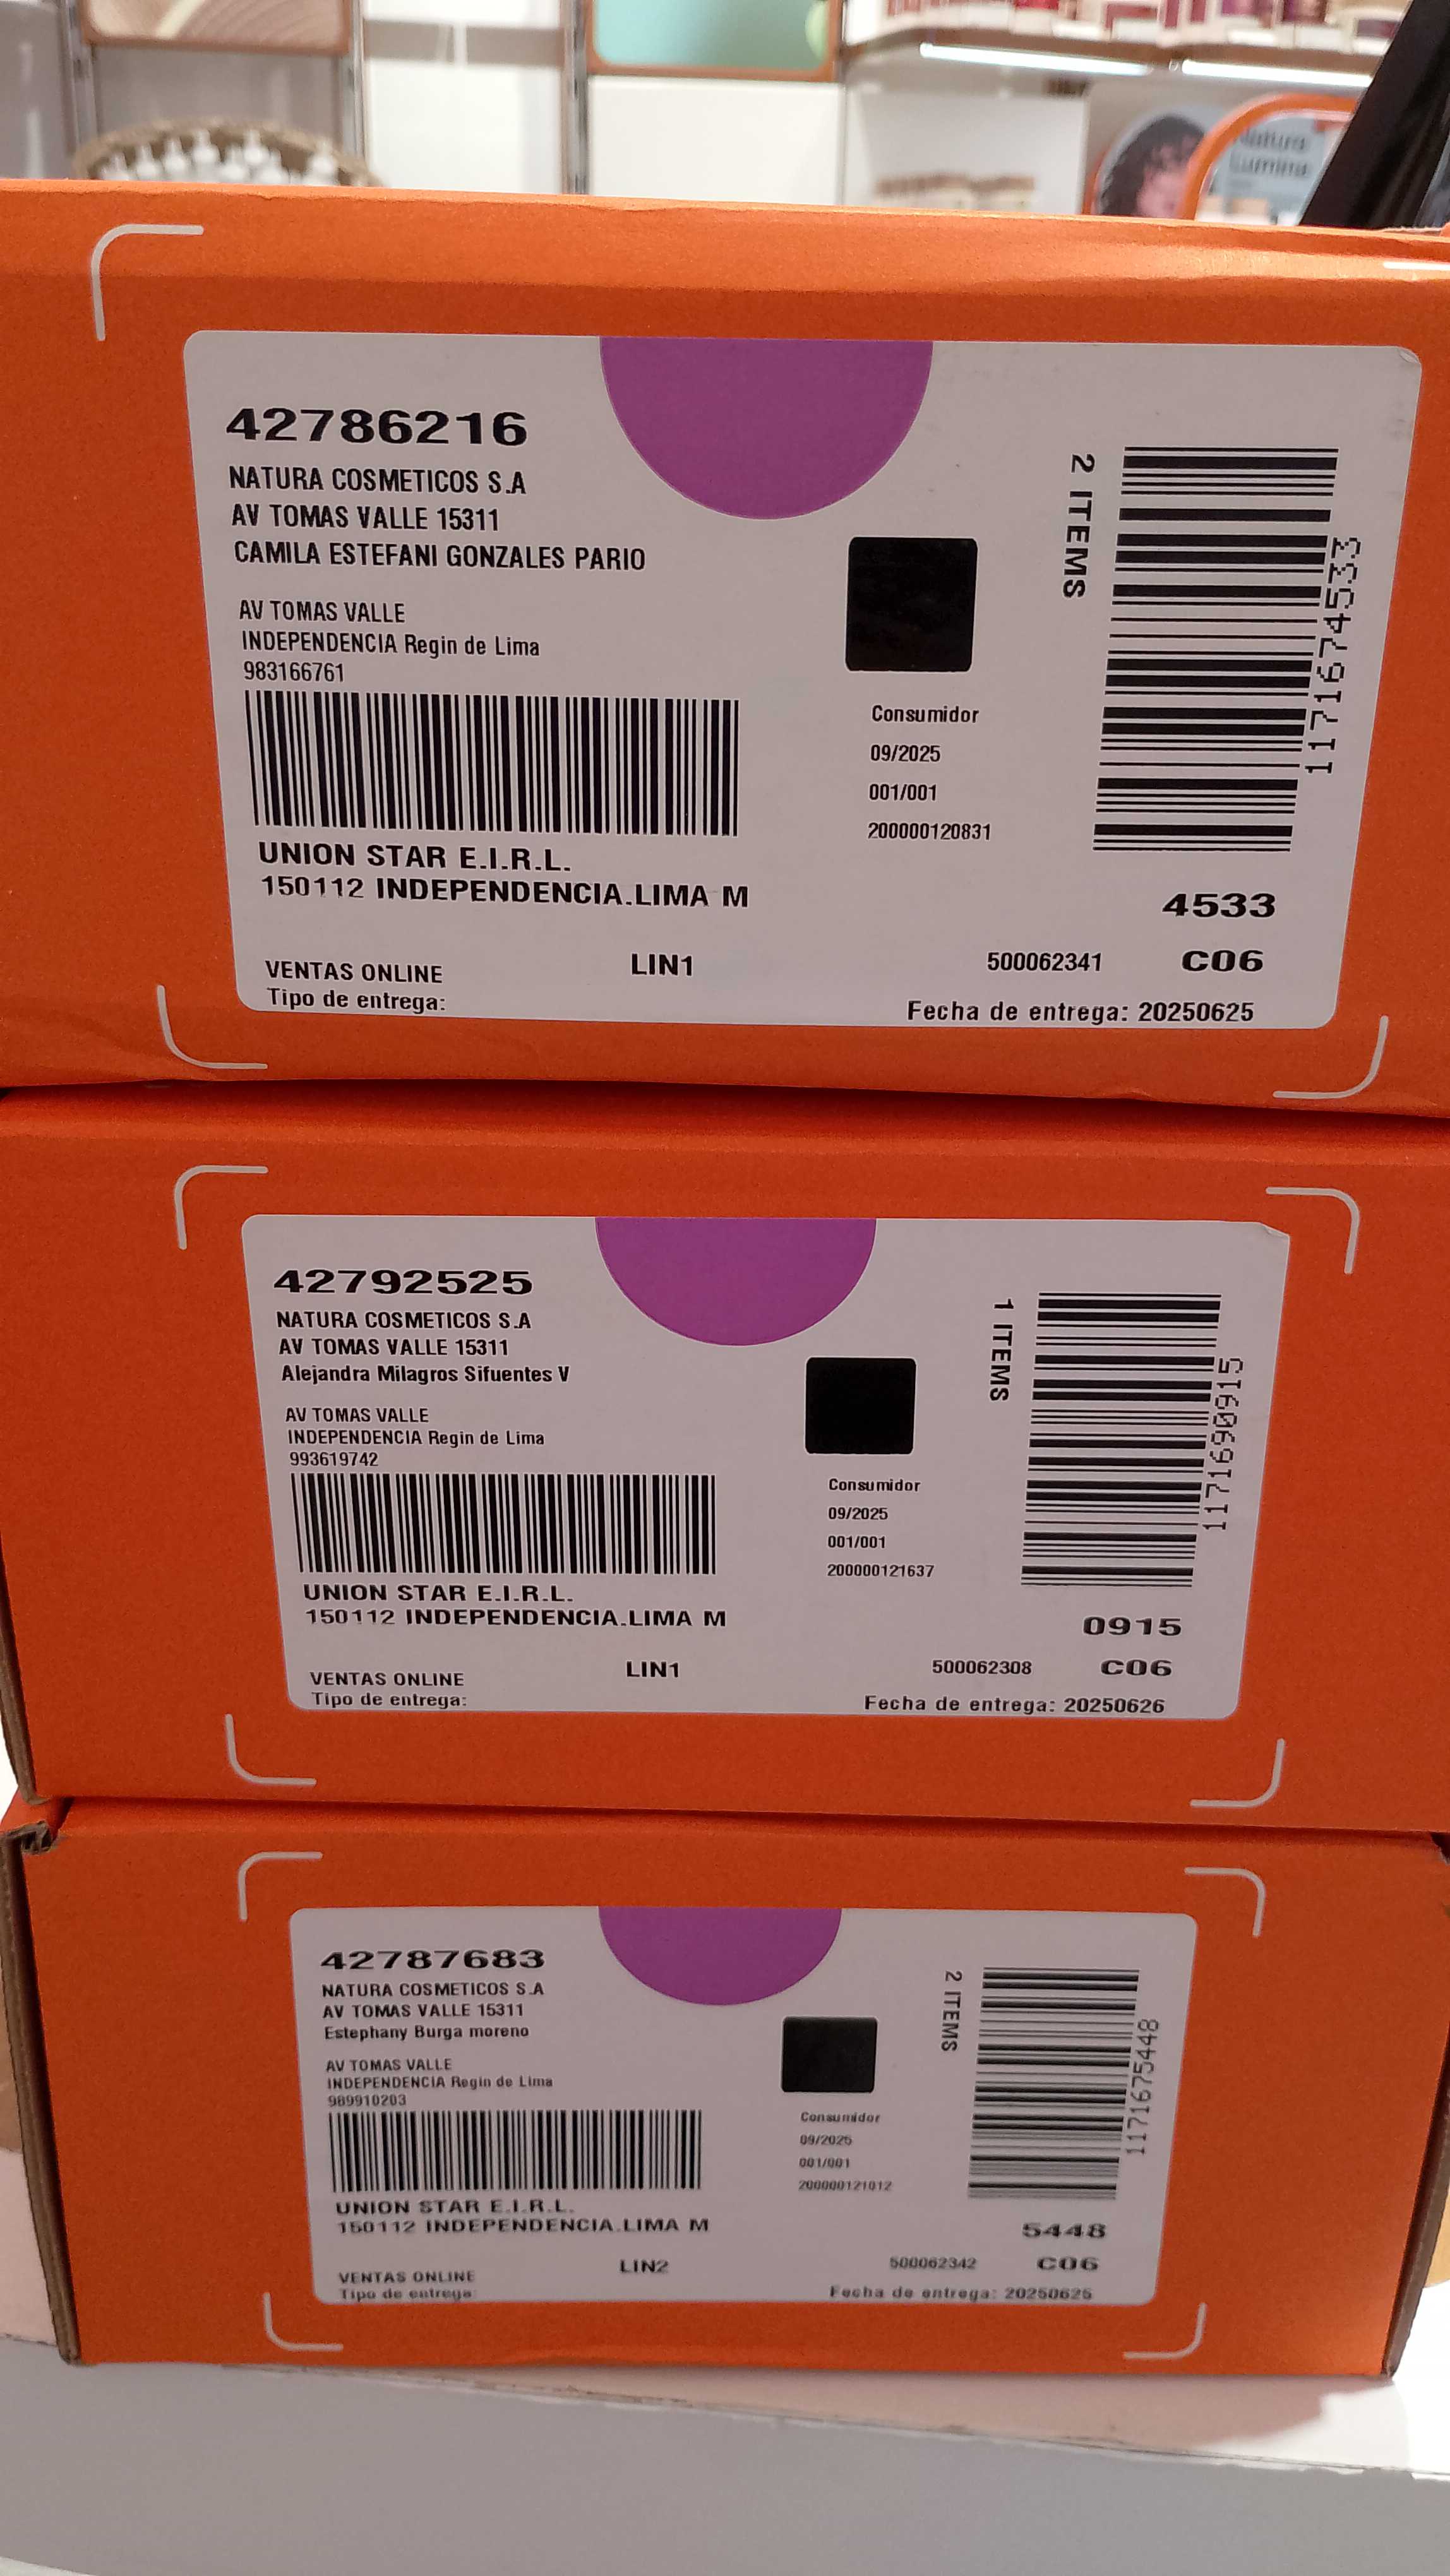 Natura
Lumina
42786216
NATURA COSMETICOS S.A
AV TOMAS VALLE 15311
CAMILA ESTEFANI GONZALES PARIO
AV TOMAS VALLE
INDEPENDENCIA Regin de Lima
983166761
UNION STAR E.I.R.L.
150112 INDEPENDENCIA.LIMA M
VENTAS ONLINE
Tipo de entrega:
LIN1
Consumidor
09/2025
001/001
200000120831
2 ITEMS
1171674533
4533
500062341 C06
Fecha de entrega: 20250625
42792525
NATURA COSMETICOS S.A
AV TOMAS VALLE 15311
Alejandra Milagros Sifuentes V
AV TOMAS VALLE
INDEPENDENCIA Regin de Lima
993619742
UNION STAR E.I.R.L.
150112 INDEPENDENCIA.LIMA M
VENTAS ONLINE
Tipo de entrega:
LIN1
Consumidor
09/2025
001/001
200000121637
1 ITEMS
1171690915
0915
500062308 C06
Fecha de entrega: 20250626
42787683
NATURA COSMETICOS S.A
AV TOMAS VALLE 15311
Estephany Burga moreno
AV TOMAS VALLE
INDEPENDENCIA Regin de Lima
989910203
UNION STAR E.I.R.L.
150112 INDEPENDENCIA.LIMA M
VENTAS ONLINE
Tipo de entrega:
LIN2
Consumidor
09/2025
001/001
200000121012
2 ITEMS
1171675448
5448
500062342 C06
Fecha de entrega: 20250625